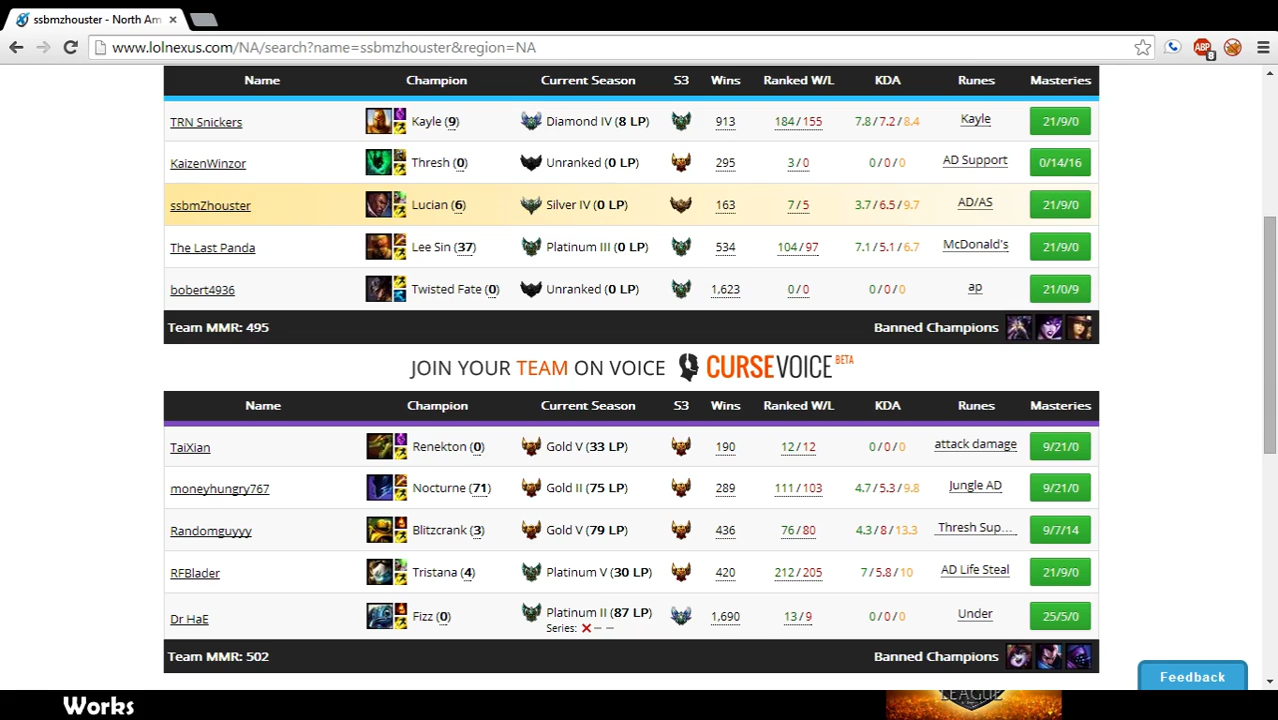 ssbmzhouster - North Am
www.lolnexus.com/NA/search?name=ssbmzhouster&region=NA
8
Name Champion Current Season S3 Wins Ranked W/L KDA Runes Masteries
TRN Snickers Kayle (9) Diamond IV (8 LP) 913 184 / 155 7.8 / 7.2 / 8.4 Kayle 21/9/0
KaizenWinzor Thresh (0) Unranked (0 LP) 295 3 / 0 0 / 0 / 0 AD Support 0/14/16
ssbmZhouster Lucian (6) Silver IV (0 LP) 163 7 / 5 3.7 / 6.5 / 9.7 AD/AS 21/9/0
The Last Panda Lee Sin (37) Platinum III (0 LP) 534 104 / 97 7.1 / 5.1 / 6.7 McDonald's 21/9/0
bobert4936 Twisted Fate (0) Unranked (0 LP) 1,623 0 / 0 0 / 0 / 0 ap 21/0/9
Team MMR: 495 Banned Champions
JOIN YOUR TEAM ON VOICE CURSEVOICE BETA
Name Champion Current Season S3 Wins Ranked W/L KDA Runes Masteries
TaiXian Renekton (0) Gold V (33 LP) 190 12 / 12 0 / 0 / 0 attack damage 9/21/0
moneyhungry767 Nocturne (71) Gold II (75 LP) 289 111 / 103 4.7 / 5.3 / 9.8 Jungle AD 9/21/0
Randomguyyy Blitzcrank (3) Gold V (79 LP) 436 76 / 80 4.3 / 8 / 13.3 Thresh Sup... 9/7/14
RFBlader Tristana (4) Platinum V (30 LP) 420 212 / 205 7 / 5.8 / 10 AD Life Steal 21/9/0
Dr HaE Fizz (0) Platinum II (87 LP) 1,690 13 / 9 0 / 0 / 0 Under 25/5/0
Series: ✕ – –
Team MMR: 502 Banned Champions
Feedback
Works
LEAGUE